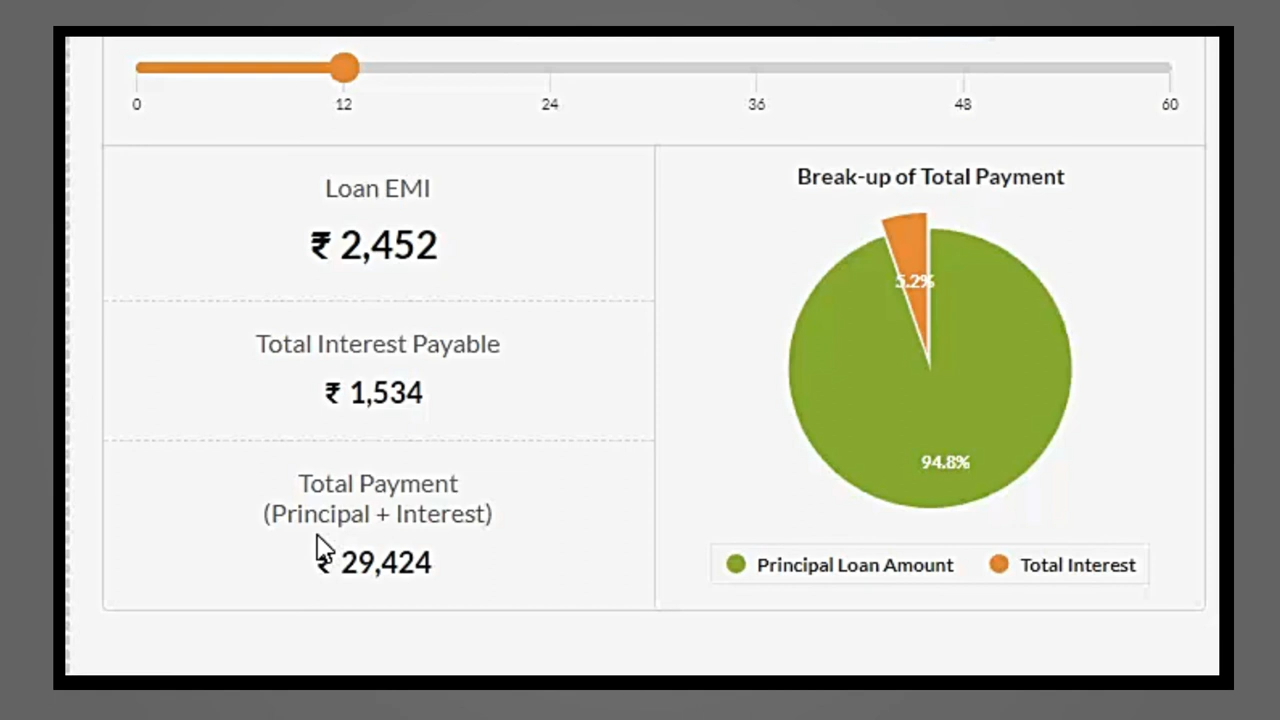 0 12 24 36 48 60
Loan EMI
₹ 2,452
Total Interest Payable
₹ 1,534
Total Payment
(Principal + Interest)
₹ 29,424
Break-up of Total Payment
5.2%
94.8%
Principal Loan Amount Total Interest